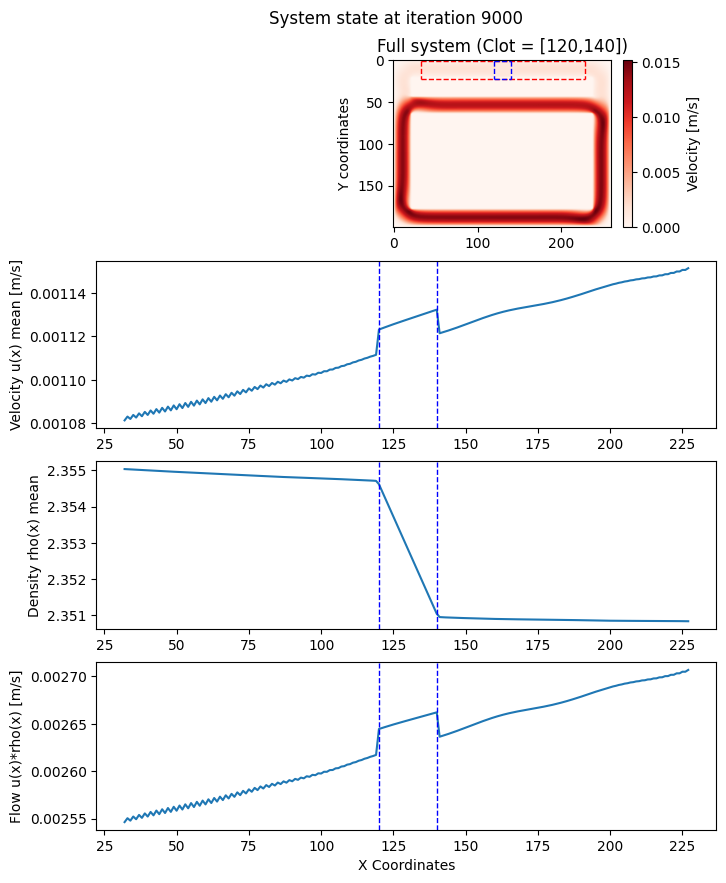 System state at iteration 9000
Full system (Clot = [120,140])
0
50
100
150
Y coordinates
0
100
200
0.015
0.010
0.005
0.000
Velocity [m/s]
Velocity u(x) mean [m/s]
0.00114
0.00112
0.00110
0.00108
25 50 75 100 125 150 175 200 225
Density rho(x) mean
2.355
2.354
2.353
2.352
2.351
25 50 75 100 125 150 175 200 225
Flow u(x)*rho(x) [m/s]
0.00270
0.00265
0.00260
0.00255
25 50 75 100 125 150 175 200 225
X Coordinates